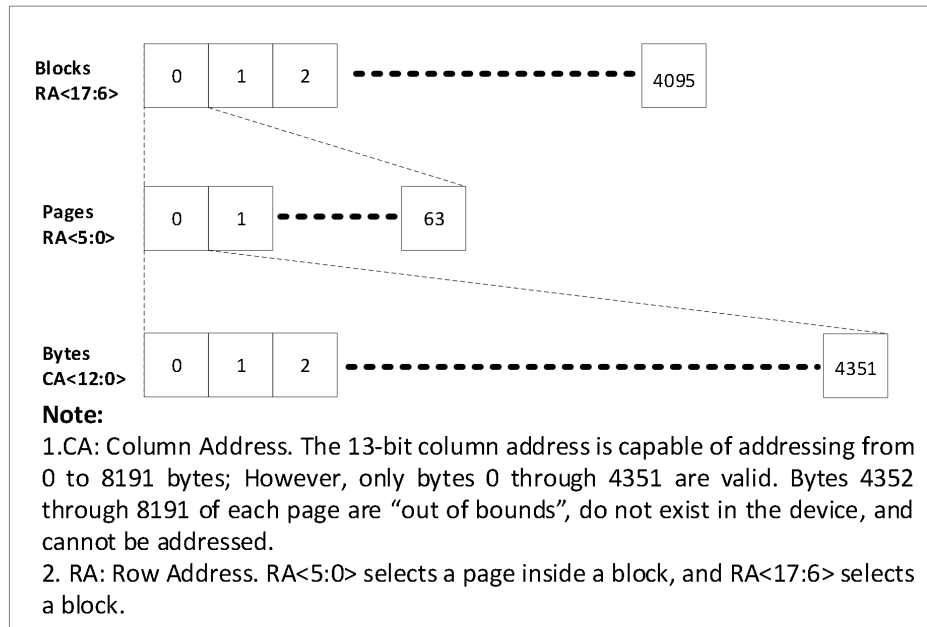 Blocks
RA<17:6>
0 1 2 4095
Pages
RA<5:0>
0 1 63
Bytes
CA<12:0>
0 1 2 4351
Note:
1.CA: Column Address. The 13-bit column address is capable of addressing from
0 to 8191 bytes; However, only bytes 0 through 4351 are valid. Bytes 4352
through 8191 of each page are “out of bounds”, do not exist in the device, and
cannot be addressed.
2. RA: Row Address. RA<5:0> selects a page inside a block, and RA<17:6> selects
a block.